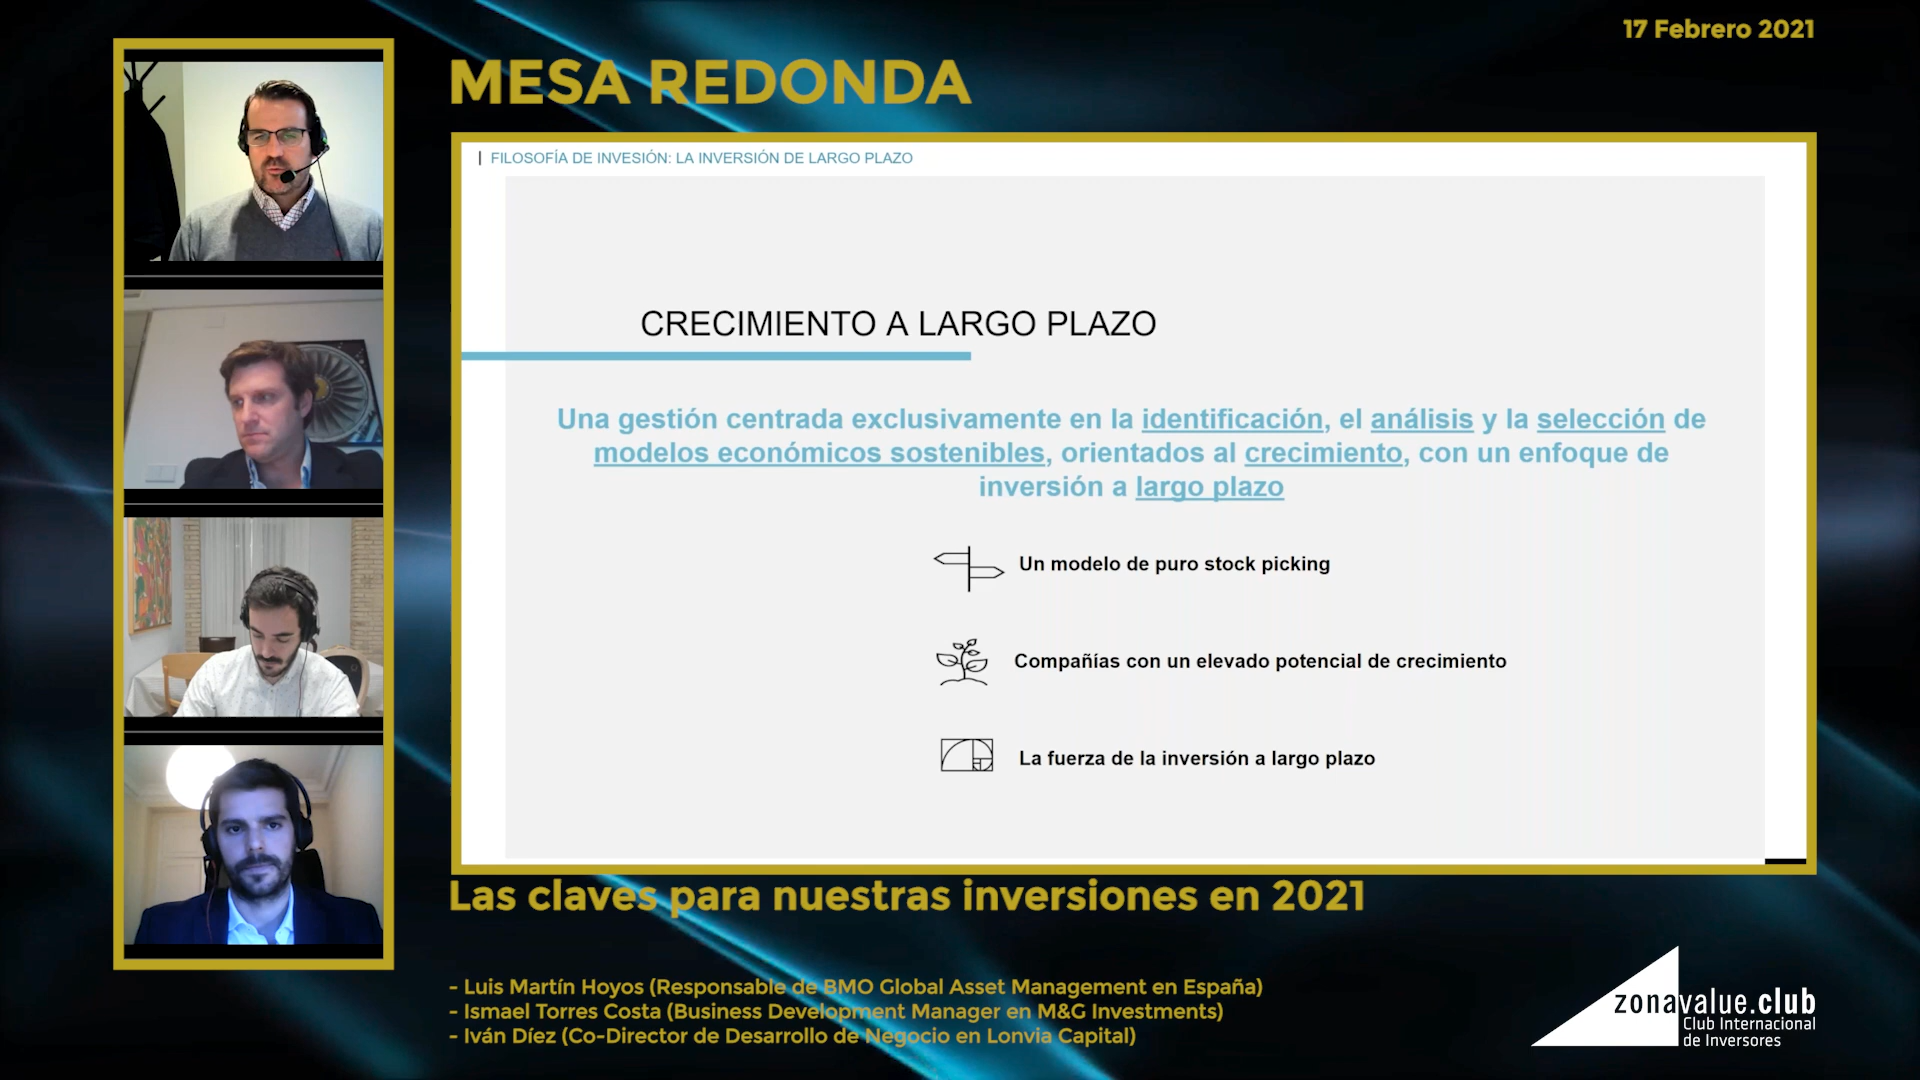 17 Febrero 2021
MESA REDONDA
| FILOSOFÍA DE INVESIÓN: LA INVERSIÓN DE LARGO PLAZO
CRECIMIENTO A LARGO PLAZO
Una gestión centrada exclusivamente en la identificación, el análisis y la selección de
modelos económicos sostenibles, orientados al crecimiento, con un enfoque de
inversión a largo plazo
Un modelo de puro stock picking
Compañías con un elevado potencial de crecimiento
La fuerza de la inversión a largo plazo
Las claves para nuestras inversiones en 2021
- Luis Martín Hoyos (Responsable de BMO Global Asset Management en España)
- Ismael Torres Costa (Business Development Manager en M&G Investments)
- Iván Díez (Co-Director de Desarrollo de Negocio en Lonvia Capital)
zonavalue.club
Club Internacional
de Inversores